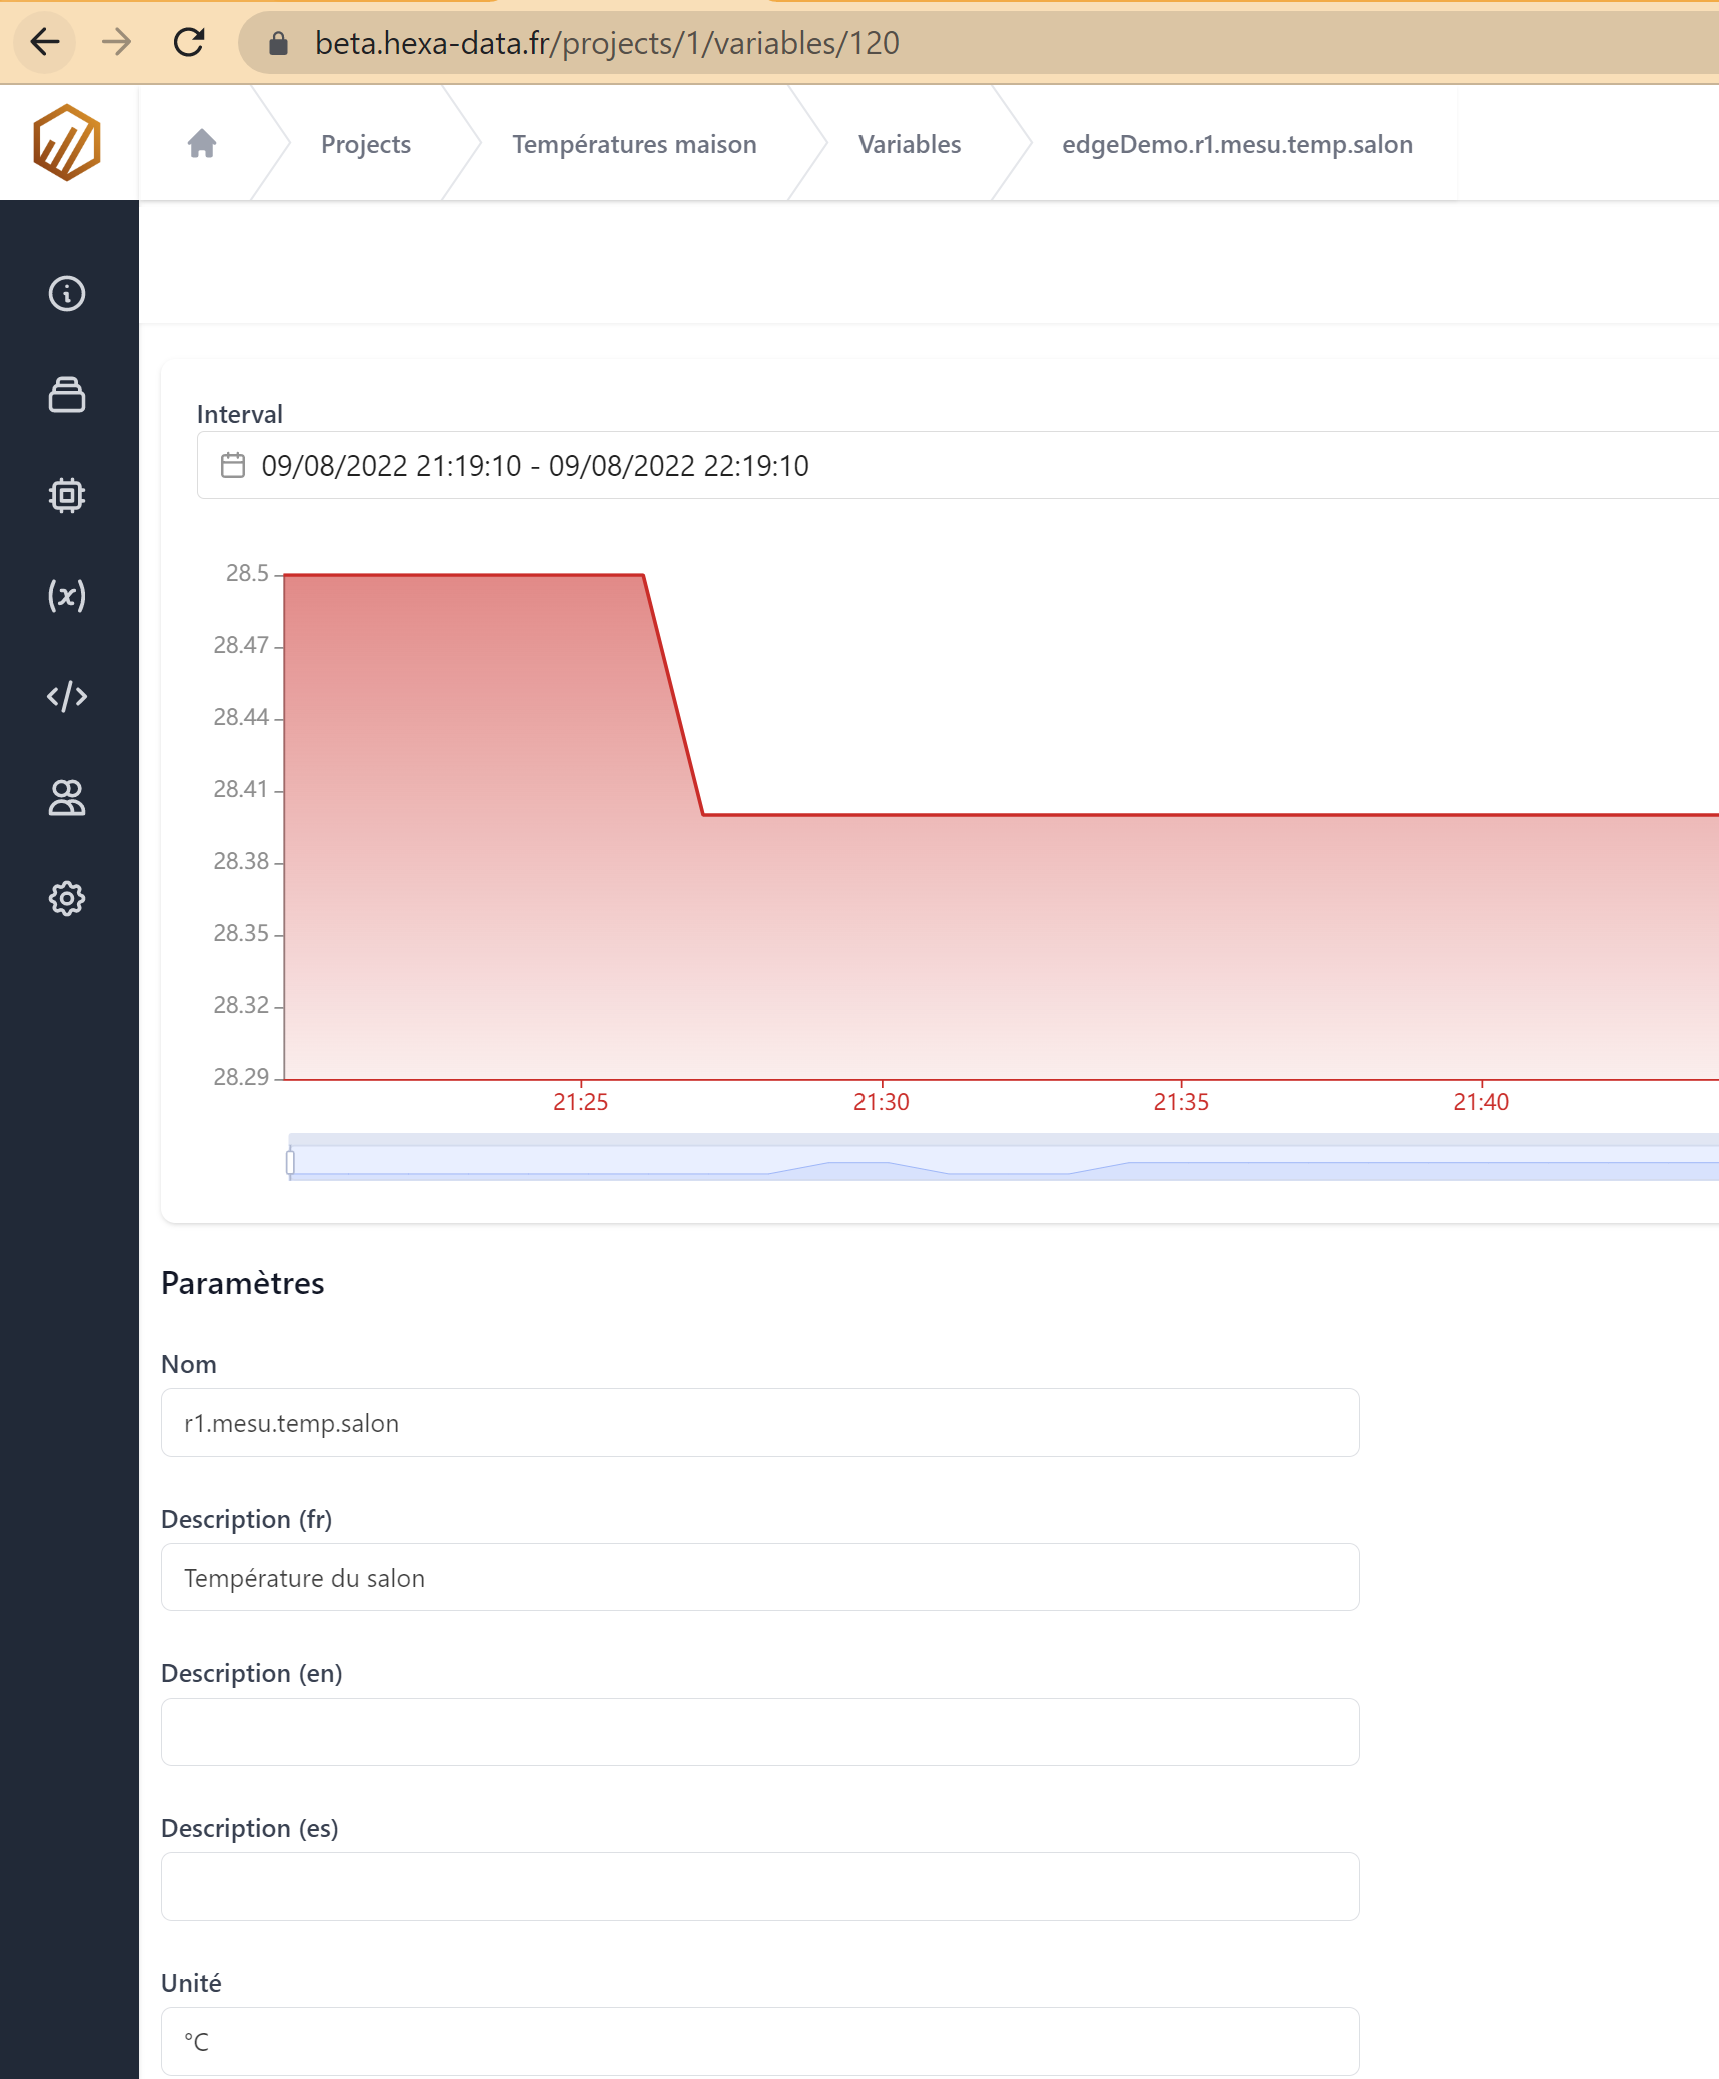 beta.hexa-data.fr/projects/1/variables/120
Projects
Températures maison
Variables
edgeDemo.r1.mesu.temp.salon
Interval
09/08/2022 21:19:10 - 09/08/2022 22:19:10
28.5
28.47
28.44
28.41
28.38
28.35
28.32
28.29
21:25 21:30 21:35 21:40
Paramètres
Nom
r1.mesu.temp.salon
Description (fr)
Température du salon
Description (en)
Description (es)
Unité
°C